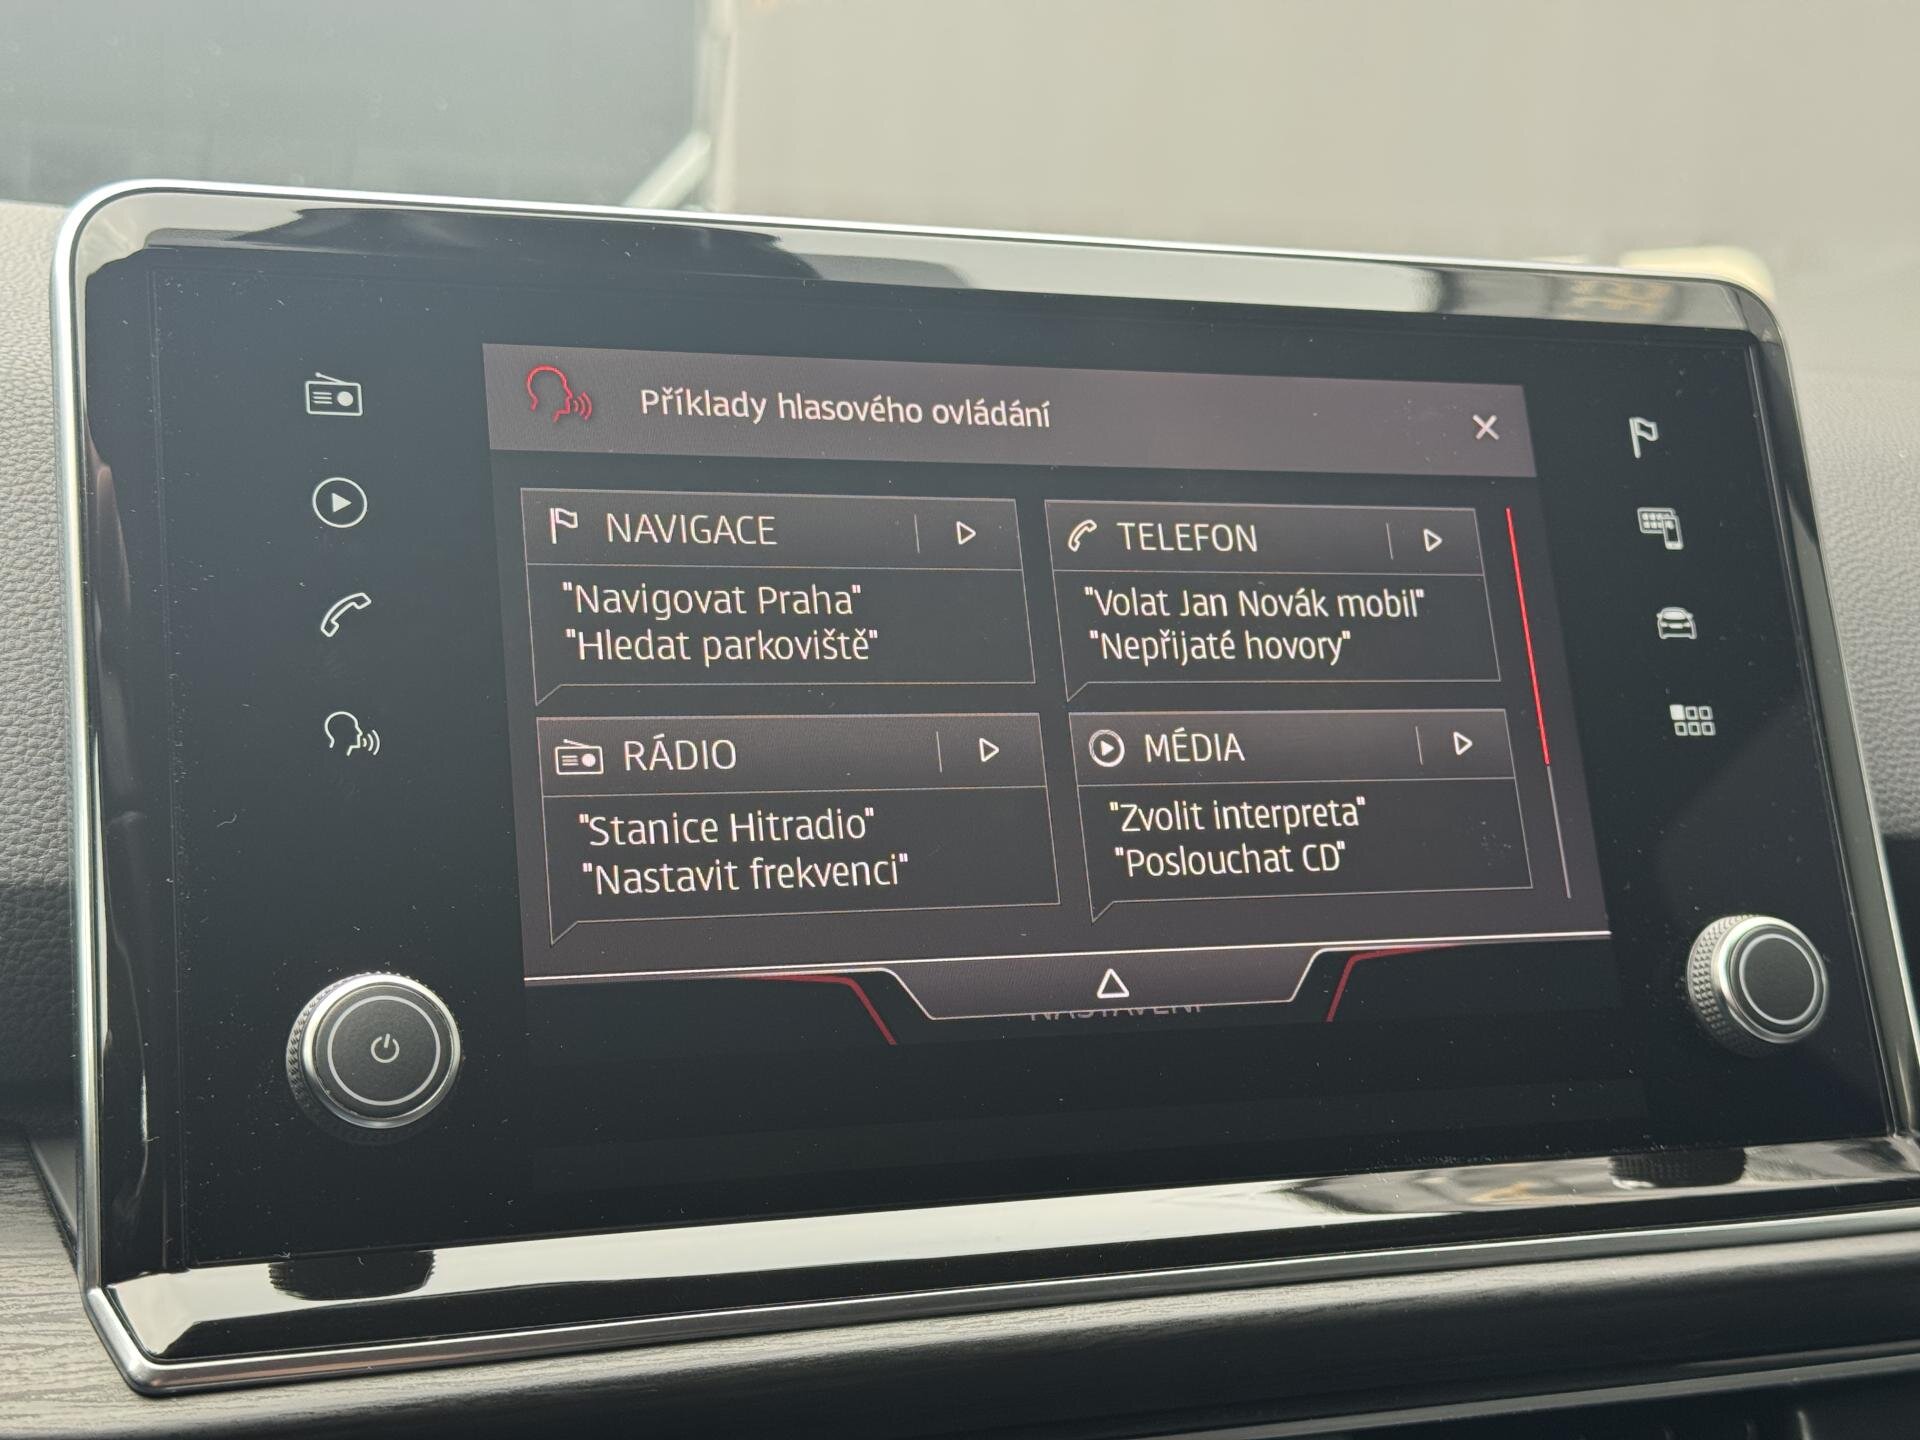 Příklady hlasového ovládání
NAVIGACE
"Navigovat Praha"
"Hledat parkoviště"
TELEFON
"Volat Jan Novák mobil"
"Nepřijaté hovory"
RÁDIO
"Stanice Hitradio"
"Nastavit frekvenci"
MÉDIA
"Zvolit interpreta"
"Poslouchat CD"
NASTAVENÍ